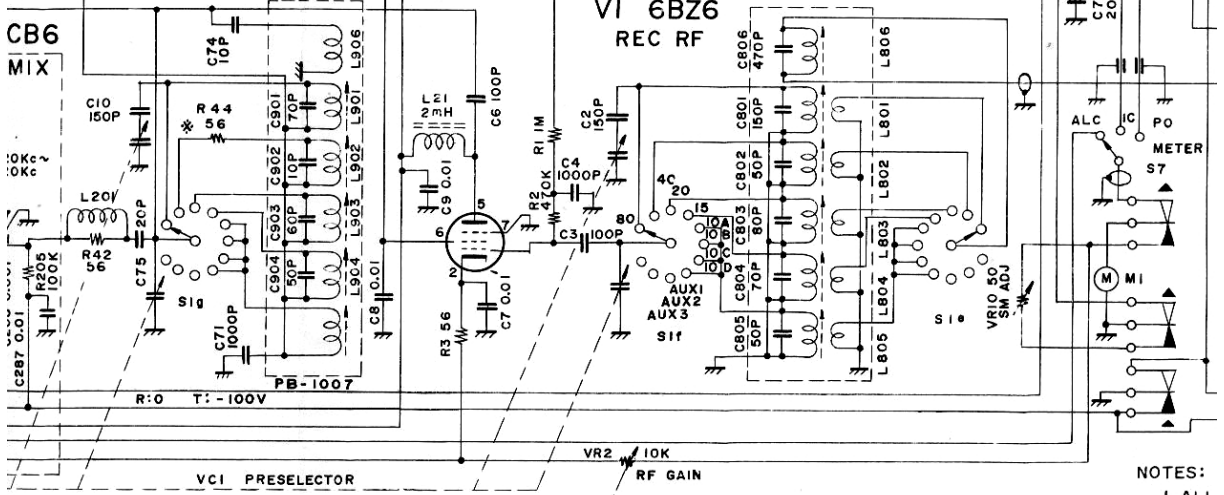 CB6
MIX
V1 6BZ6
REC RF
C74
10P
L906
C10
150P
※ R44
56
C901
70P
L901
C902
10P
L902
C903
60P
L903
C904
50P
L904
L201
R42
56
C75
20P
S1g
C71
1000P
PB-1007
R205
100K
C287 0.01
R:0 T:-100V
L21
2mH
C6 100P
C9 0.01
5
6
7
2
C8 0.01
R3 56
C7 0.01
R1 1M
R2
470K
C4
1000P
C3
100P
C2
150P
80
40
20
15
10A
10B
10C
10D
AUX1
AUX2
AUX3
S1f
C806
470P
L806
C801
150P
L801
C802
50P
L802
C803
80P
L803
C804
70P
L804
C805
50P
L805
S1e
VR10 50
SM ADJ
ALC
IC
PO
METER
S7
M
M1
VR2
10K
RF GAIN
VC1 PRESELECTOR
NOTES: